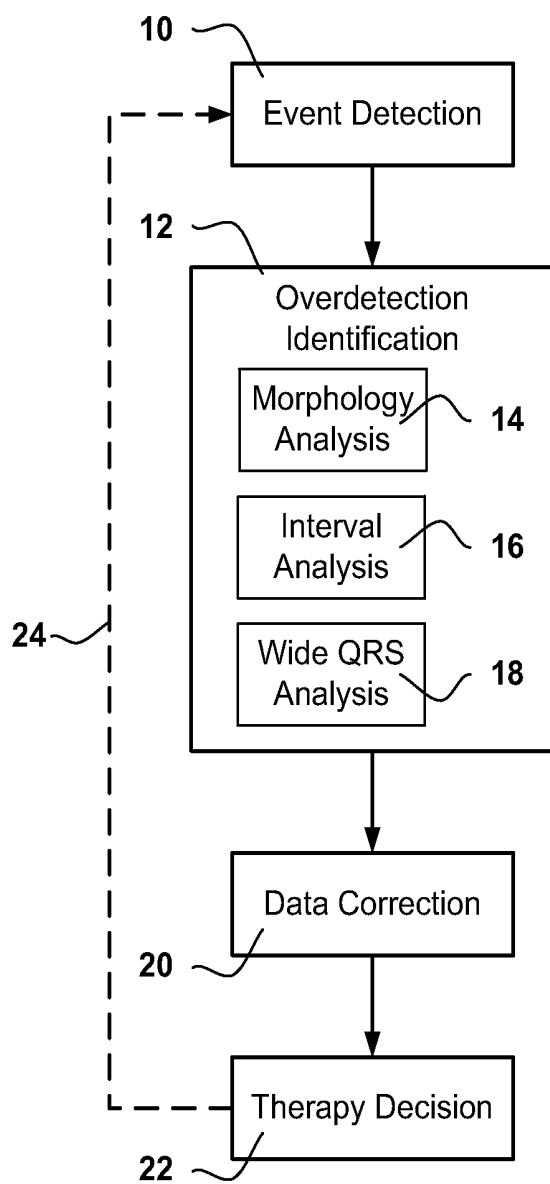 10
Event Detection
12
Overdetection
Identification
Morphology
Analysis
14
Interval
Analysis
16
24
Wide QRS
Analysis
18
Data Correction
20
Therapy Decision
22